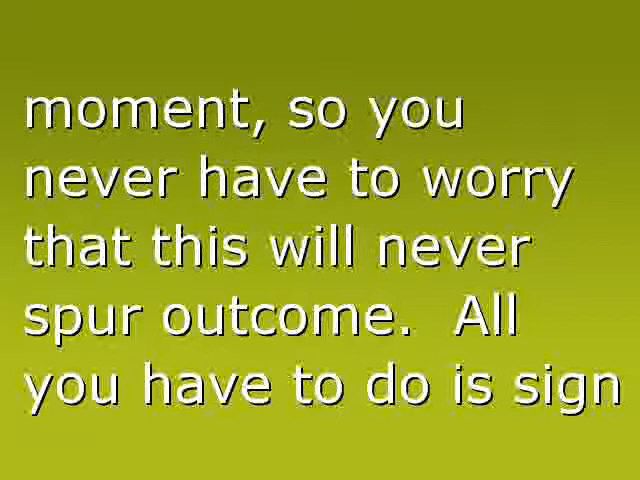 moment, so you
never have to worry
that this will never
spur outcome.  All
you have to do is sign